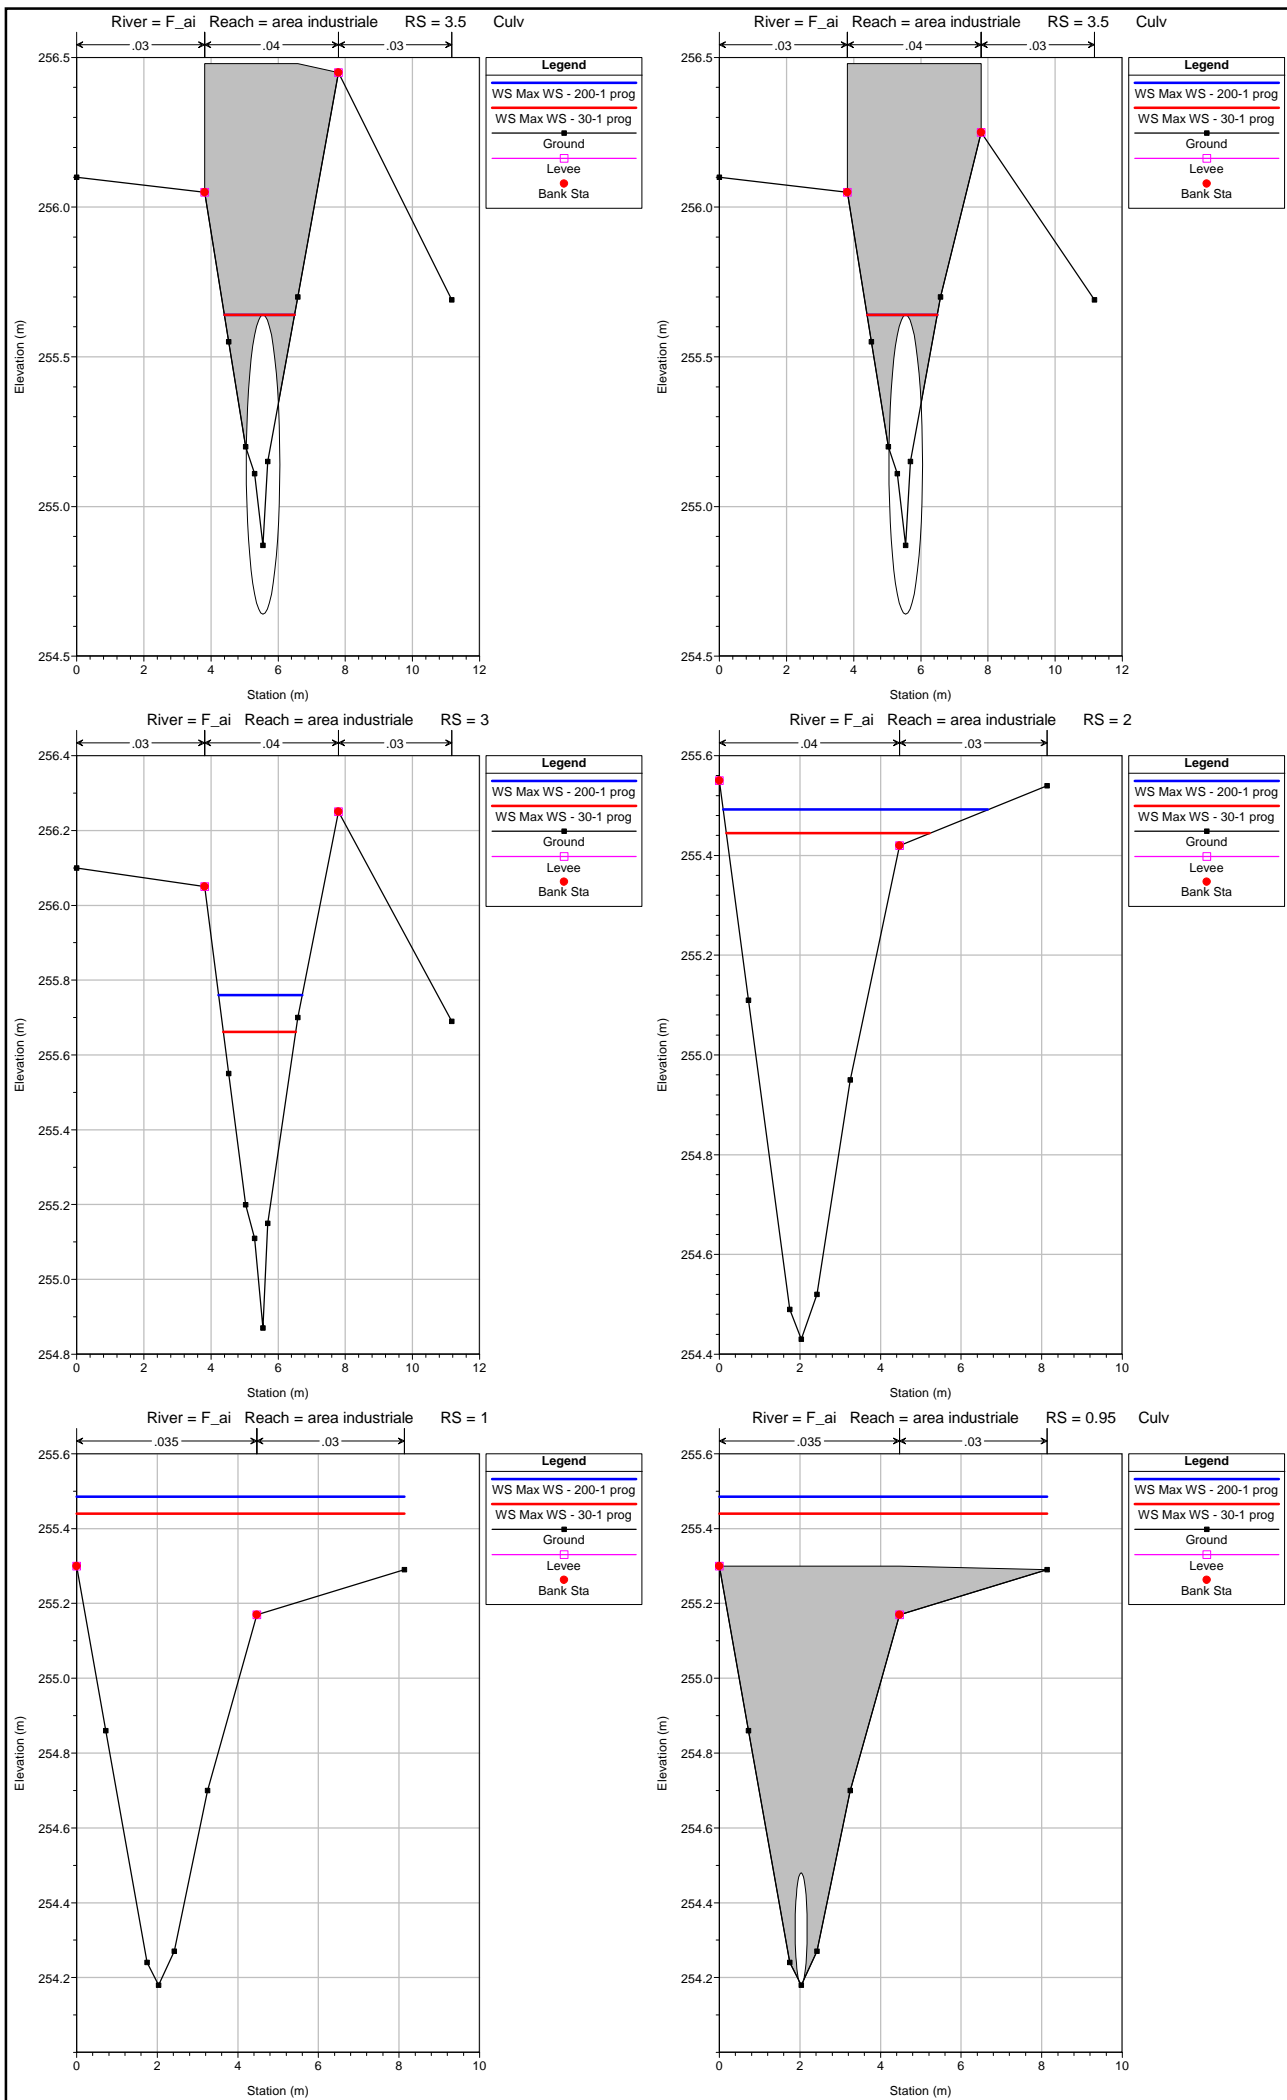 River = F_ai Reach = area industriale RS = 3.5 Culv
.03 .04 .03
256.5
256.0
255.5
255.0
254.5
Elevation (m)
0 2 4 6 8 10 12
Station (m)
Legend
WS Max WS - 200-1 prog
WS Max WS - 30-1 prog
Ground
Levee
Bank Sta
River = F_ai Reach = area industriale RS = 3.5 Culv
.03 .04 .03
256.5
256.0
255.5
255.0
254.5
Elevation (m)
0 2 4 6 8 10 12
Station (m)
Legend
WS Max WS - 200-1 prog
WS Max WS - 30-1 prog
Ground
Levee
Bank Sta
River = F_ai Reach = area industriale RS = 3
.03 .04 .03
256.4
256.2
256.0
255.8
255.6
255.4
255.2
255.0
254.8
Elevation (m)
0 2 4 6 8 10 12
Station (m)
Legend
WS Max WS - 200-1 prog
WS Max WS - 30-1 prog
Ground
Levee
Bank Sta
River = F_ai Reach = area industriale RS = 2
.04 .03
255.6
255.4
255.2
255.0
254.8
254.6
254.4
Elevation (m)
0 2 4 6 8 10
Station (m)
Legend
WS Max WS - 200-1 prog
WS Max WS - 30-1 prog
Ground
Levee
Bank Sta
River = F_ai Reach = area industriale RS = 1
.035 .03
255.6
255.4
255.2
255.0
254.8
254.6
254.4
254.2
Elevation (m)
0 2 4 6 8 10
Station (m)
Legend
WS Max WS - 200-1 prog
WS Max WS - 30-1 prog
Ground
Levee
Bank Sta
River = F_ai Reach = area industriale RS = 0.95 Culv
.035 .03
255.6
255.4
255.2
255.0
254.8
254.6
254.4
254.2
Elevation (m)
0 2 4 6 8 10
Station (m)
Legend
WS Max WS - 200-1 prog
WS Max WS - 30-1 prog
Ground
Levee
Bank Sta